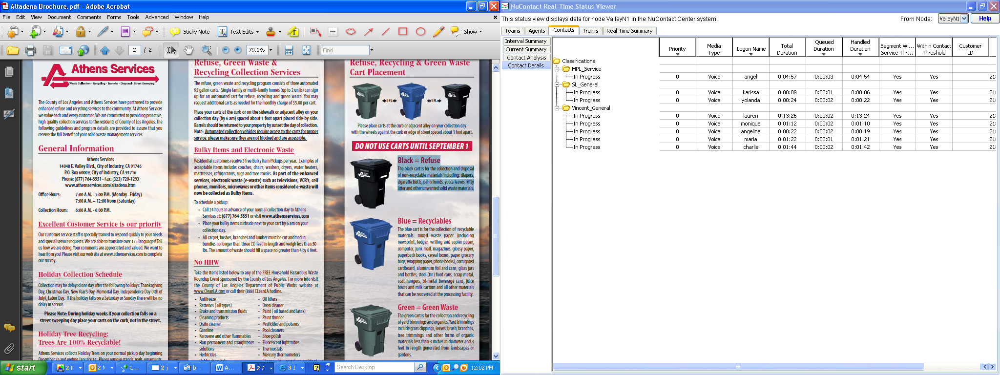 Altadena Brochure.pdf - Adobe Acrobat
File Edit View Document Comments Forms Tools Advanced Window Help
Sticky Note Text Edits Show
2 / 2 79.1% Find
Athens Services
Waste Collection • Recycling • Transfer • Disposal • Street Sweeping
The County of Los Angeles and Athens Services have partnered to provide
enhanced refuse and recycling services to the community. At Athens Services
we value each and every customer. We are committed to providing proactive,
high quality collection services to the residents of County of Los Angeles. The
following guidelines and program details are provided to assure that you
receive the full benefit of your solid waste management services.
General Information
Athens Services
14048 E. Valley Blvd., City of Industry, CA 91746
P.O. Box 60009, City of Industry, CA 91716
Phone: (877) 764-5551 • Fax: (323) 720-1293
www.athensservices.com/altadena.htm
Office Hours: 7:00 A.M. - 5:00 P.M. (Monday–Friday)
7:00 A.M. – 12:00 Noon (Saturday)
Collection Hours: 6:00 A.M. - 6:00 P.M.
Excellent Customer Service is our priority
Our customer service staff is specially trained to respond quickly to your needs
and special service requests. We are able to translate over 175 languages! Tell
us how we are doing. Your comments are appreciated and valued. We want to
hear from you! Please visit our web site at www.athenservices.com to complete
our survey.
Holiday Collection Schedule
Collection may be delayed one day after the following holidays: Thanksgiving
Day, Christmas Day, New Year's Day, Memorial Day, Independence Day (4th of
July), Labor Day. If the holiday falls on a Saturday or Sunday there will be no
delay in service.
Please Note: During holiday weeks if your collection falls on a
street sweeping day place your carts on the curb, not in the street.
Holiday Tree Recycling:
Trees Are 100% Recyclable!
Athens Services collects Holiday Trees on your normal pickup day beginning
December 25 and ending January 14. Please remove stands, nails, ornaments,
Refuse, Green Waste &
Recycling Collection Services
The refuse, green waste and recycling program consists of three automated
95 gallon carts. Single family or multi-family homes (up to 2 units) can sign
up for an automated cart for refuse, recycling and green waste. You may
request additional carts as needed for the monthly charge of $5.00 per cart.
Place your carts at the curb or on the sidewalk or adjacent alley on your
collection day (by 6 am) spaced about 1 foot apart placed side-by-side.
Barrels should be returned to your property by sunset the day of collection.
Note: Automated collection vehicles require access to the carts for proper
service, please make sure they are not blocked and are accessible.
Bulky Items and Electronic Waste
Residential customers receive 3 free Bulky Item Pickups per year. Examples of
acceptable items include: couches, chairs, washers, dryers, water heaters,
mattresses, refrigerators, rugs and tree trunks. As part of the enhanced
services, electronic waste (e-waste) such as televisions, VCR's, cell
phones, monitors, microwaves or other items considered e-waste will
now be collected as Bulky Items.
To schedule a pickup:
• Call 24 hours in advance of your normal collection day to Athens
Services at: (877) 764-5551 or visit www.athensservices.com
• Place your bulky items curbside next to your cart by 6 am on your
collection day.
• All carpet, bushes, branches and lumber must be cut and tied in
bundles no longer than three (3) feet in length and weigh less than 50
lbs. The amount of waste should fill a space no greater than 4 by 6 feet.
No HHW
Take the items listed below to any of the FREE Household Hazardous Waste
Roundup Event sponsored by the County of Los Angeles. For more info visit
the County of Los Angeles Department of Public Works website at
www.CleanLA.com or call their (888) CLeanLA hotline.
• Antifreeze
• Batteries ( all types)
• Brake and transmission fluids
• Cleaning products
• Drain cleaner
• Gasoline
• Kerosene and other flammables
• Hair permanent and straightener
solutions
• Herbicides
• Oil filters
• Oven cleaner
• Paint ( oil based and latex)
• Paint thinner
• Pesticides and poisons
• Pool cleaners
• Shoe polish
• Fluorescent light tubes
• Thermostats
• Mercury thermometers
Refuse, Recycling & Green Waste
Cart Placement
1 FT. 1 FT.
Please place carts at the curb or adjacent alley on your collection day
with the wheels against the curb or edge of street spaced about 1 foot apart.
DO NOT USE CARTS UNTIL SEPTEMBER 1
Black = Refuse
The black cart is for the collection and disposal
of non-recyclable materials including: diapers,
cigarette butts, palm fronds, yucca leaves, kitty
litter and other unwanted solid waste materials.
Blue = Recyclables
The blue cart is for the collection of recyclable
materials: mixed waste paper (including
newsprint, ledger, writing and copier paper,
computer, junk mail, magazines, glossy paper,
paperback books, cereal boxes, paper grocery
bags, wrapping paper, phone books), corrugated
cardboard, aluminum foil and cans, glass jars
and bottles, steel (tin) food cans, scrap metal,
coat hangers, bi-metal beverage cans, juice
boxes and milk cartons and all other materials
that can be recovered at the processing facility.
Green = Green Waste
The green cart is for the collection and recycling
of yard trimmings and organics. Yard trimmings
include grass clippings, leaves, brush, branches,
tree trimmings and other forms of organic
materials less than 3 inches in diameter and 3
feet in length generated from landscapes or
gardens.
start 2 F 2 N C... 2 j b... A... 2 A 3 I Search Desktop 12:02 PM
NuContact Real-Time Status Viewer
This status view displays data for node ValleyN1 in the NuContact Center system. From Node: ValleyN1 Help
Teams Agents Contacts Trunks Real-Time Summary
Interval Summary
Current Summary
Contact Analysis
Contact Details
Priority Media Type Logon Name Total Duration Queued Duration Handled Duration Segment Wi... Service Thr... Within Contact Threshold Customer ID
Classifications
MPL_Service
In Progress 0 Voice angel 0:04:57 0:00:03 0:04:54 Yes Yes 218
SL_General
In Progress 0 Voice karissa 0:00:08 0:00:01 0:00:06 Yes Yes 218
In Progress 0 Voice yolanda 0:00:24 0:00:02 0:00:22 Yes Yes 218
Vincent_General
In Progress 0 Voice lauren 0:13:26 0:00:02 0:13:24 Yes Yes 218
In Progress 0 Voice monique 0:01:12 0:00:02 0:01:10 Yes Yes 218
In Progress 0 Voice angelina 0:00:22 0:00:02 0:00:19 Yes Yes 218
In Progress 0 Voice maria 0:01:22 0:00:01 0:01:21 Yes Yes 218
In Progress 0 Voice charlie 0:01:44 0:00:02 0:01:42 Yes Yes 218